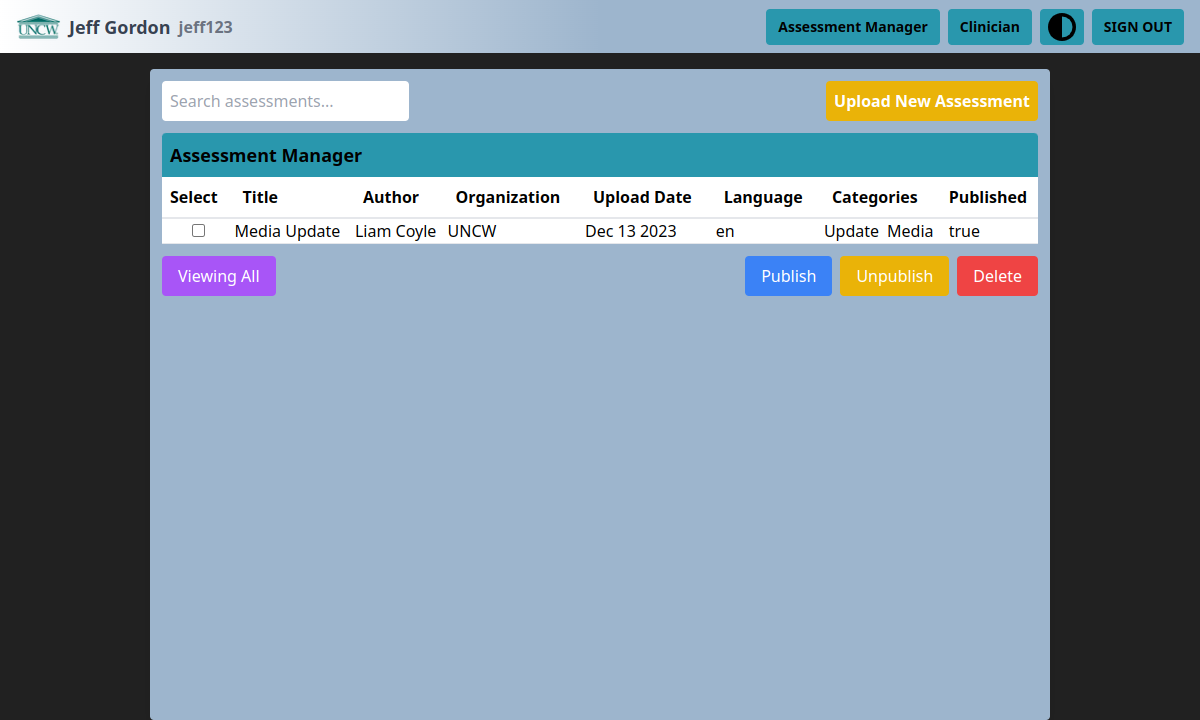 UNCW Jeff Gordon jeff123 Assessment Manager Clinician SIGN OUT
Search assessments... Upload New Assessment
Assessment Manager
Select Title Author Organization Upload Date Language Categories Published
Media Update Liam Coyle UNCW Dec 13 2023 en Update Media true
Viewing All Publish Unpublish Delete